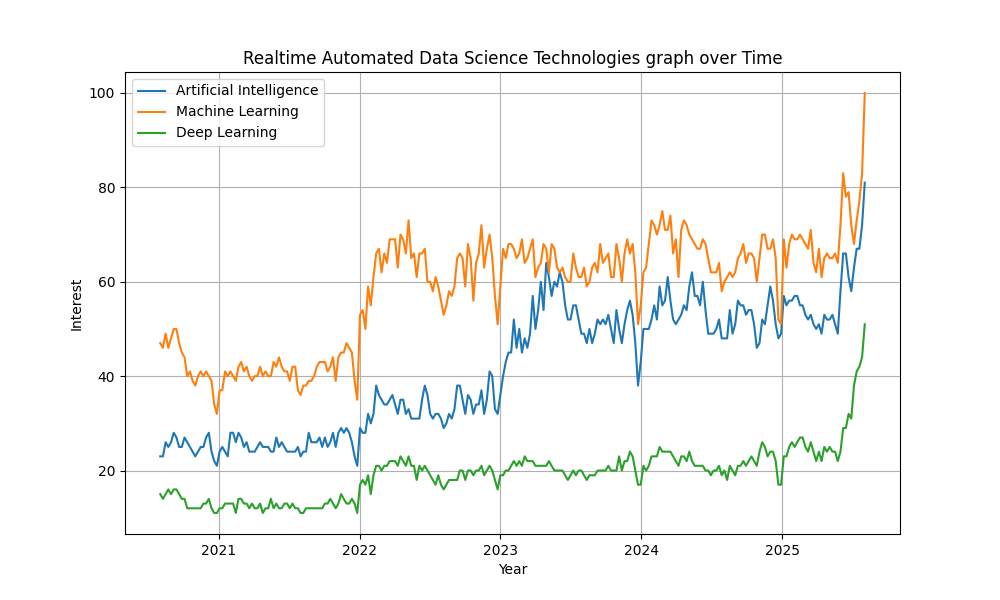 Realtime Automated Data Science Technologies graph over Time
Artificial Intelligence
Machine Learning
Deep Learning
100
80
60
40
20
Interest
2021
2022
2023
2024
2025
Year